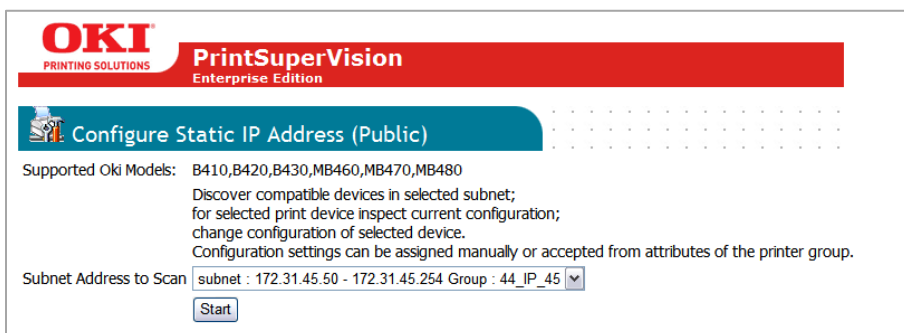 OKI
PRINTING SOLUTIONS
PrintSuperVision
Enterprise Edition
Configure Static IP Address (Public)
Supported Oki Models: B410,B420,B430,MB460,MB470,MB480
Discover compatible devices in selected subnet;
for selected print device inspect current configuration;
change configuration of selected device.
Configuration settings can be assigned manually or accepted from attributes of the printer group.
Subnet Address to Scan subnet : 172.31.45.50 - 172.31.45.254 Group : 44_IP_45
Start